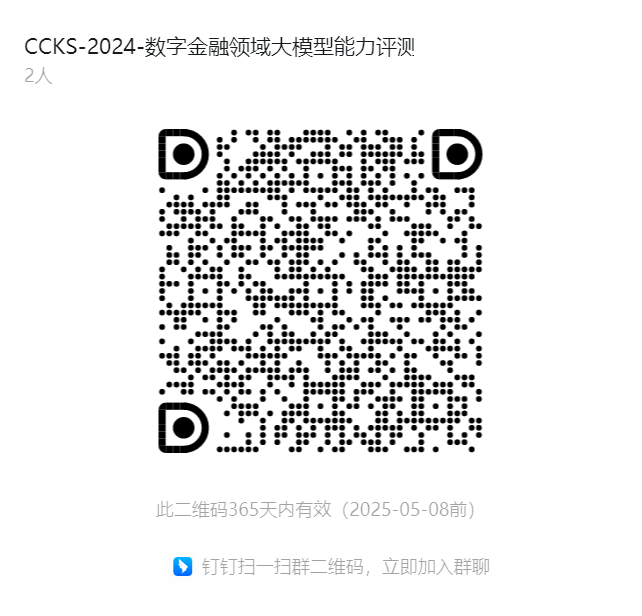 CCKS-2024-数字金融领域大模型能力评测
2人
此二维码365天内有效（2025-05-08前）
钉钉扫一扫群二维码，立即加入群聊